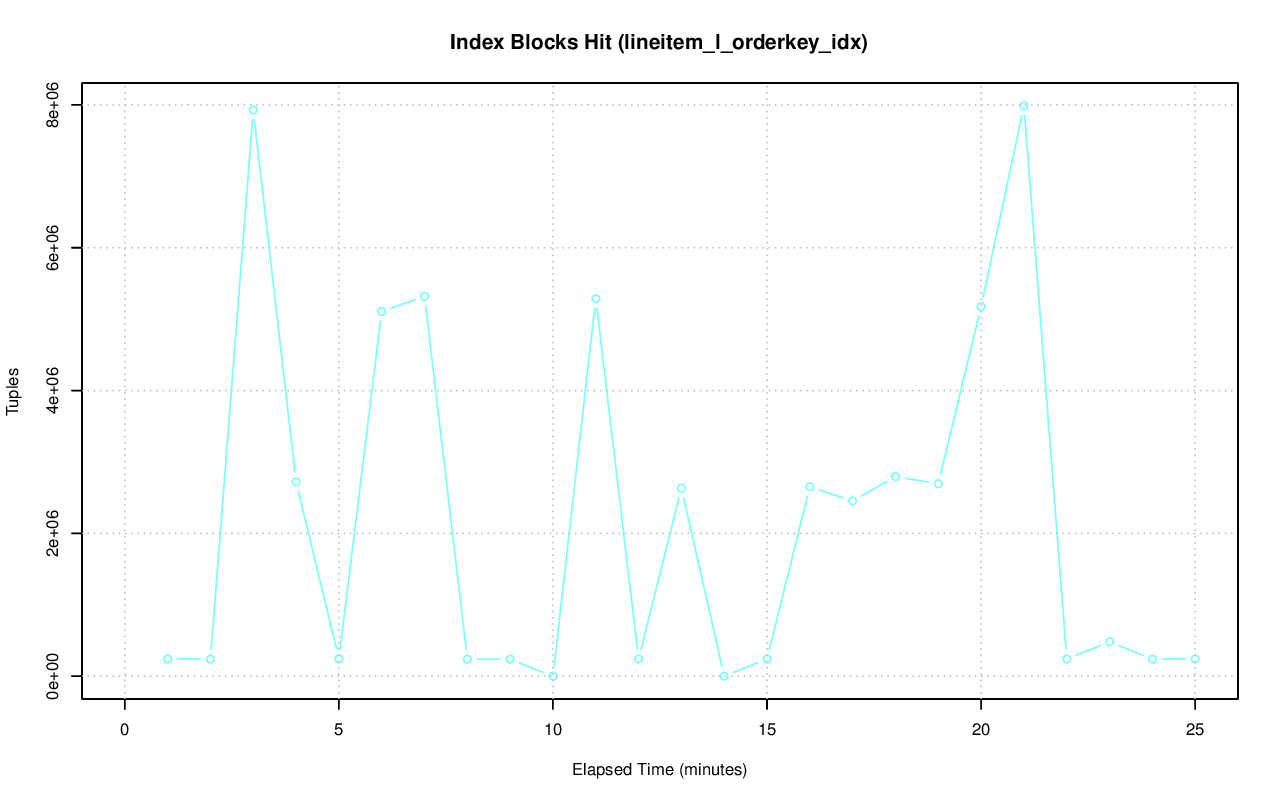 Index Blocks Hit (lineitem_l_orderkey_idx)
8e+06
6e+06
4e+06
2e+06
0e+00
Tuples
0 5 10 15 20 25
Elapsed Time (minutes)